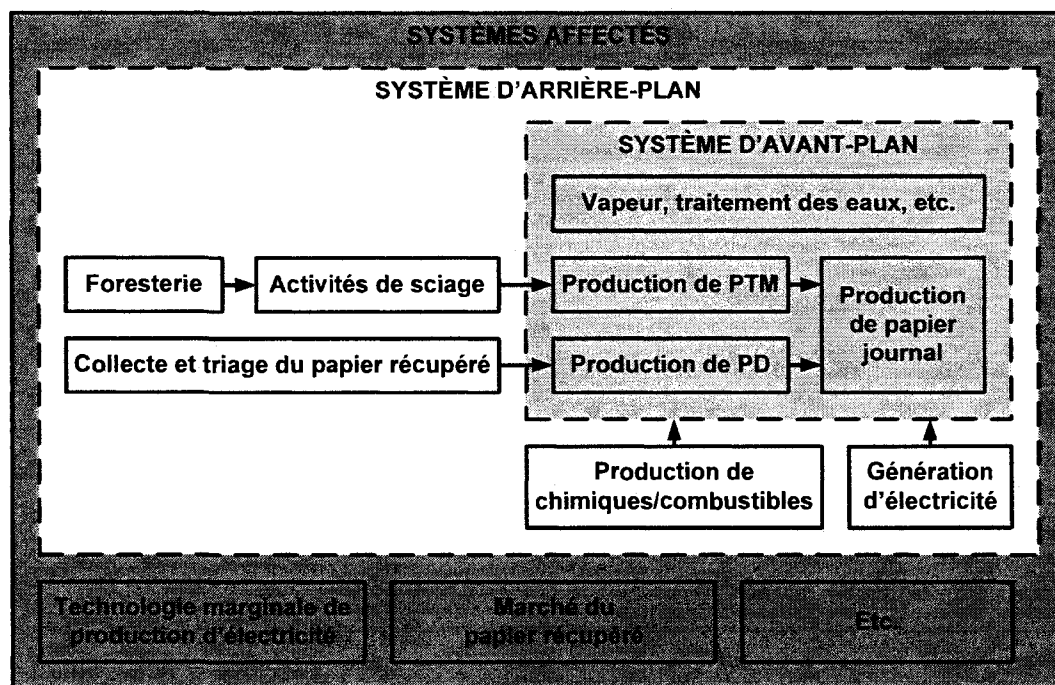 SYSTÈMES AFFECTÉS
SYSTÈME D'ARRIÈRE-PLAN
SYSTÈME D'AVANT-PLAN
Vapeur, traitement des eaux, etc.
Foresterie
Activités de sciage
Production de PTM
Production
de papier
journal
Collecte et triage du papier récupéré
Production de PD
Production de
chimiques/combustibles
Génération
d'électricité
Technologie marginale de
production d'électricité
Marché du
papier récupéré
Etc.